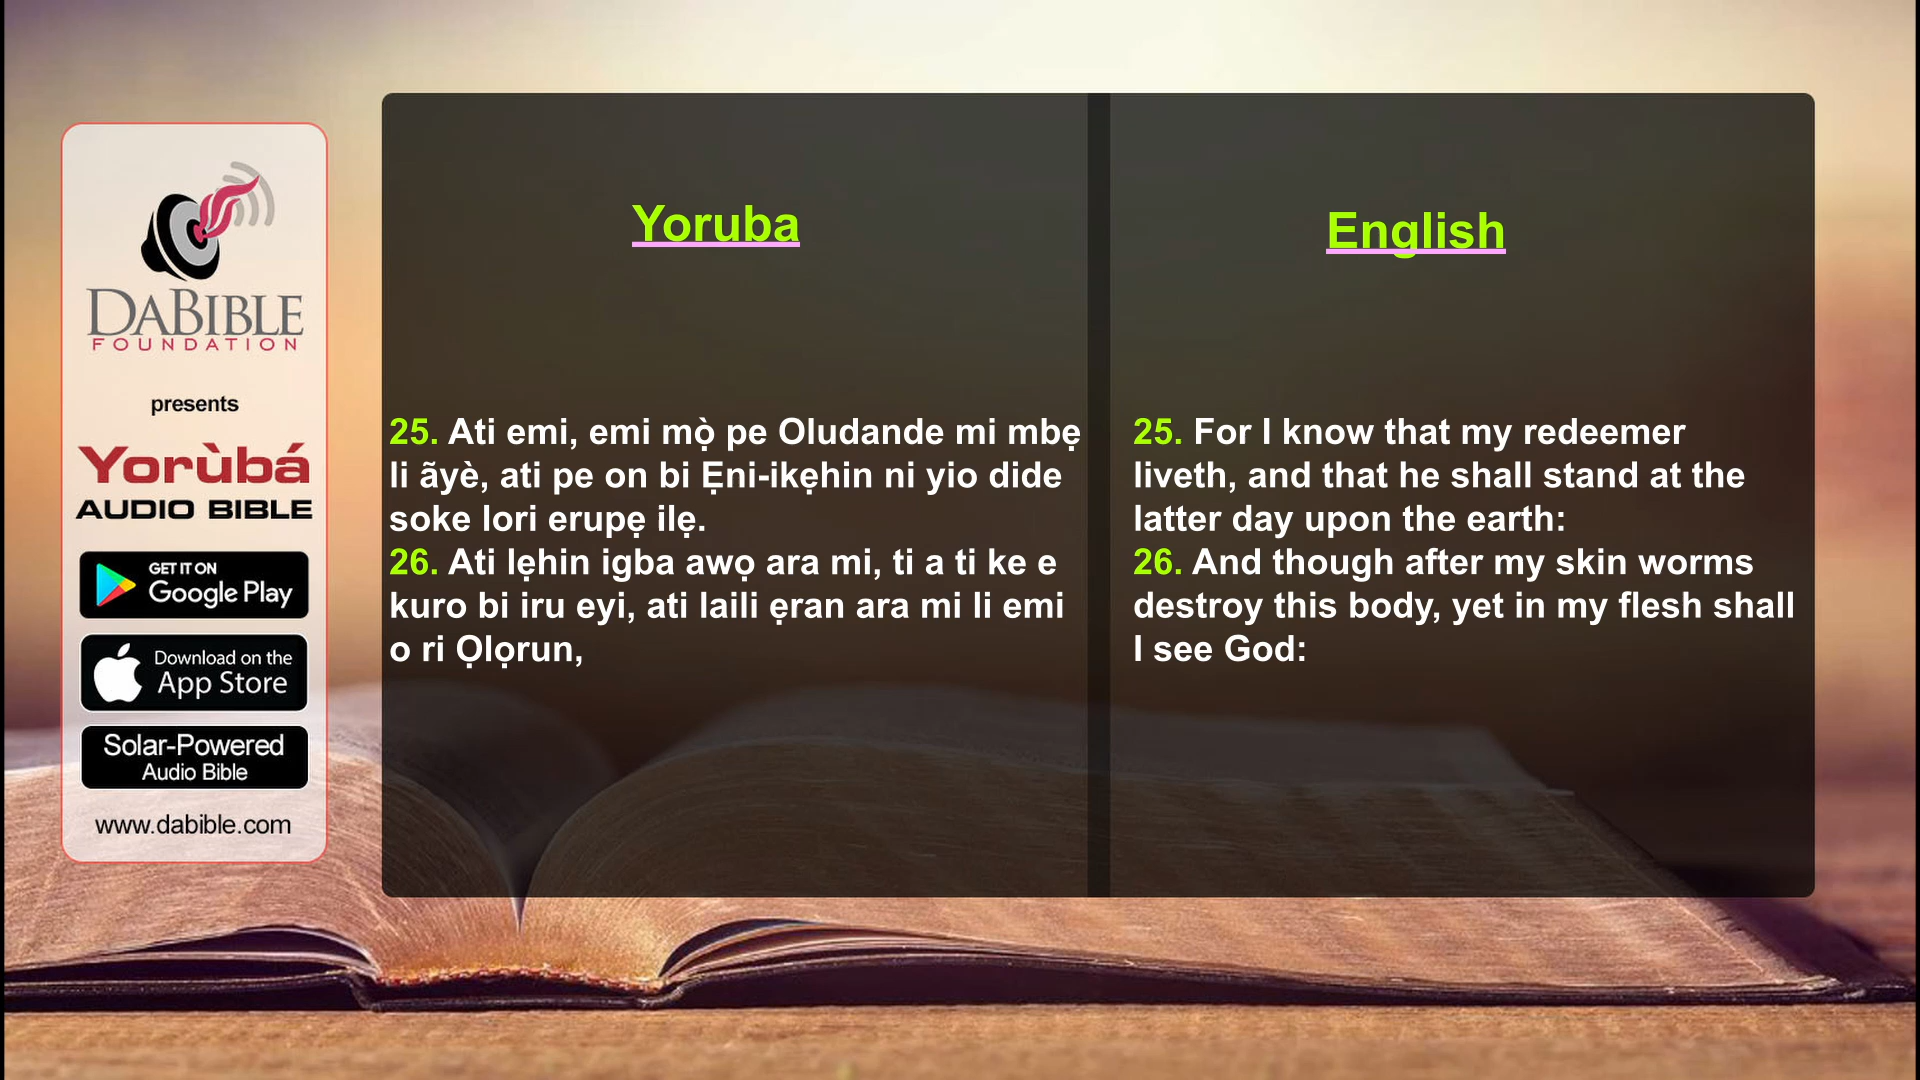 DABIBLE
FOUNDATION
presents
Yorùbá
AUDIO BIBLE
GET IT ON
Google Play
Download on the
App Store
Solar-Powered
Audio Bible
www.dabible.com
Yoruba
25. Ati emi, emi mọ̀ pe Oludande mi mbẹ
li ãyè, ati pe on bi Ẹni-ikẹhin ni yio dide
soke lori erupẹ ilẹ.
26. Ati lẹhin igba awọ ara mi, ti a ti ke e
kuro bi iru eyi, ati laili ẹran ara mi li emi
o ri Ọlọrun,
English
25. For I know that my redeemer
liveth, and that he shall stand at the
latter day upon the earth:
26. And though after my skin worms
destroy this body, yet in my flesh shall
I see God: